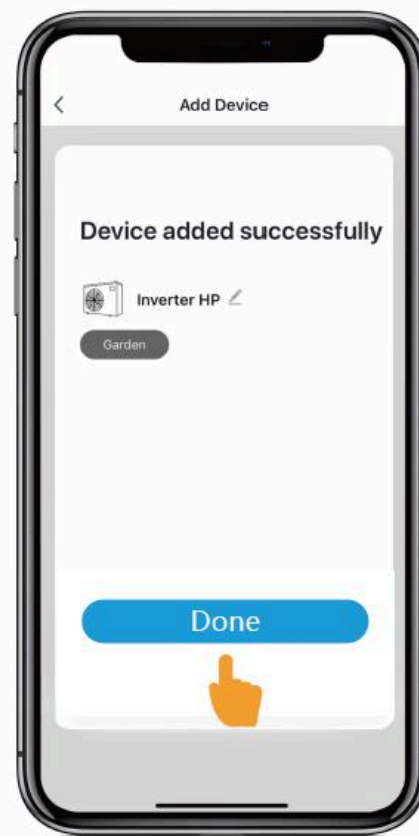 Add Device
Device added successfully
Inverter HP
Garden
Done